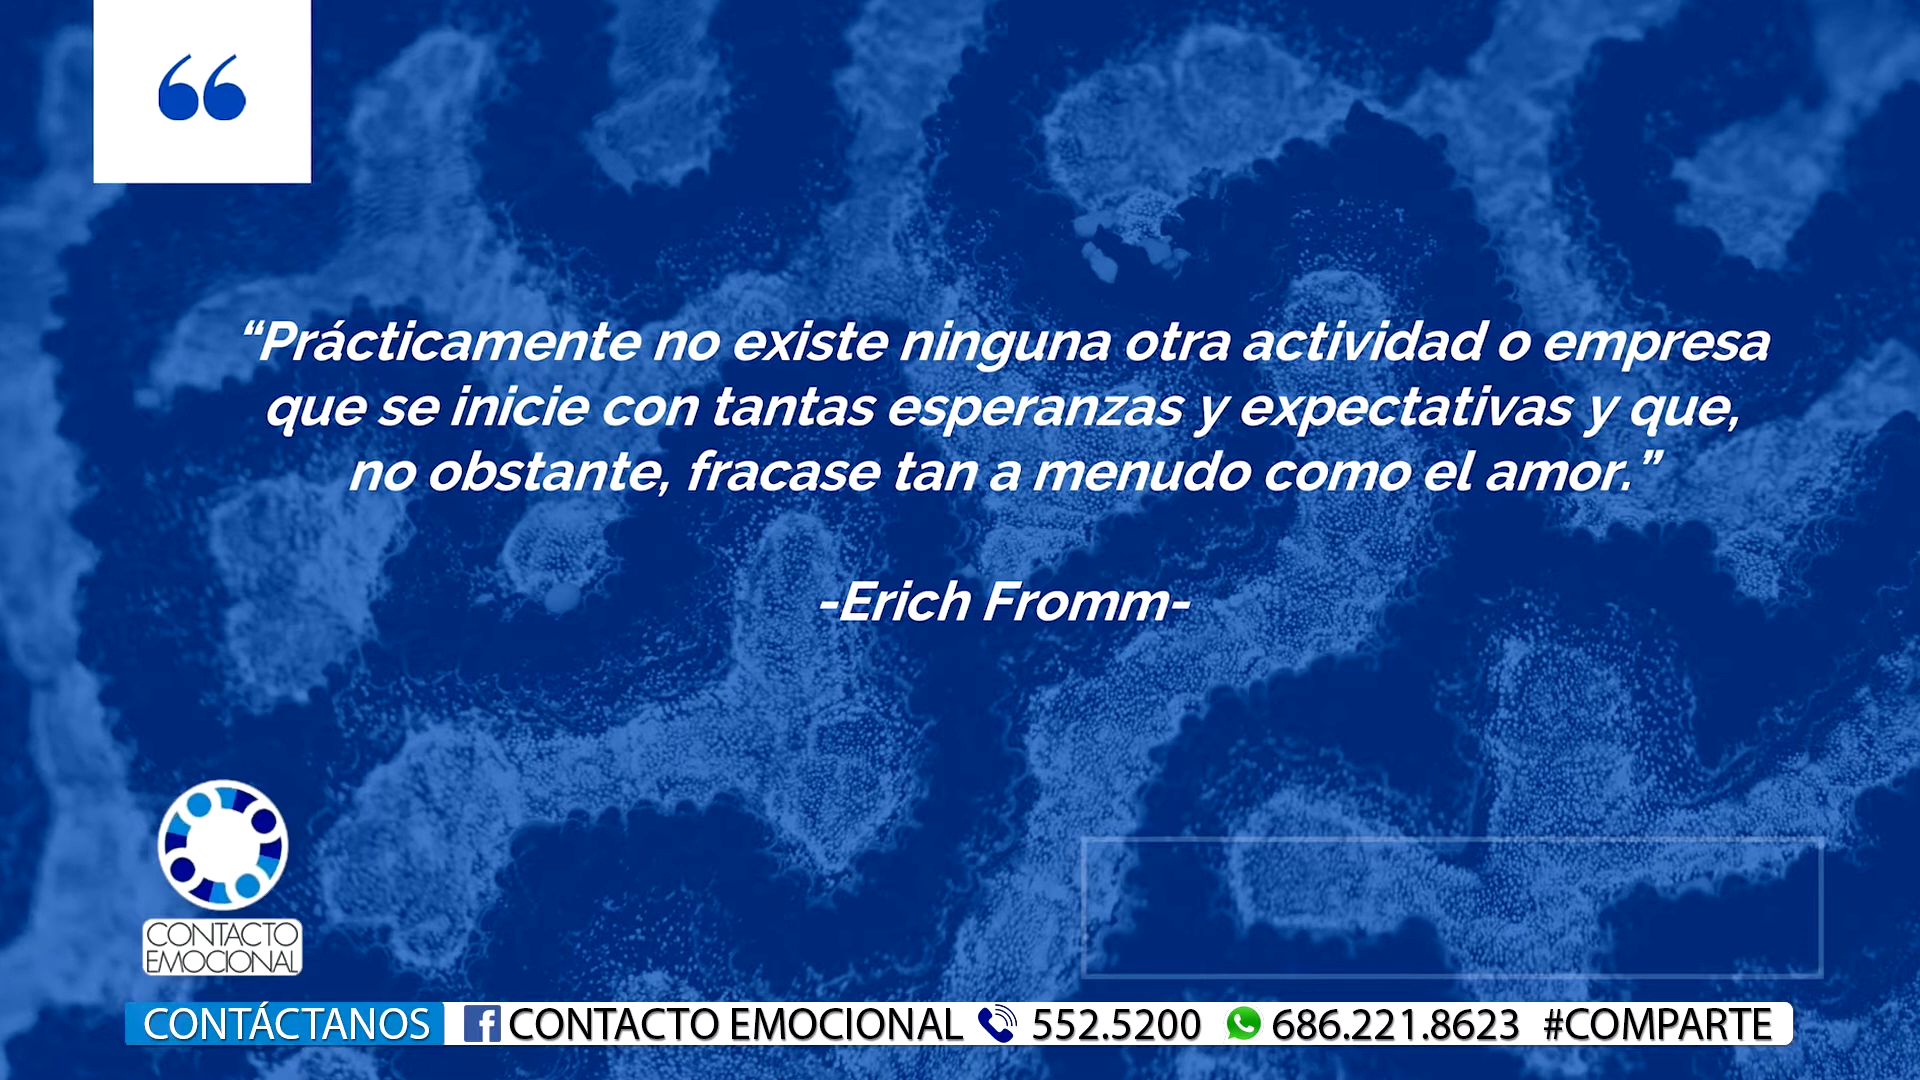 “Prácticamente no existe ninguna otra actividad o empresa
que se inicie con tantas esperanzas y expectativas y que,
no obstante, fracase tan a menudo como el amor.”
-Erich Fromm-
CONTACTO
EMOCIONAL
CONTÁCTANOS CONTACTO EMOCIONAL 552.5200 686.221.8623 #COMPARTE